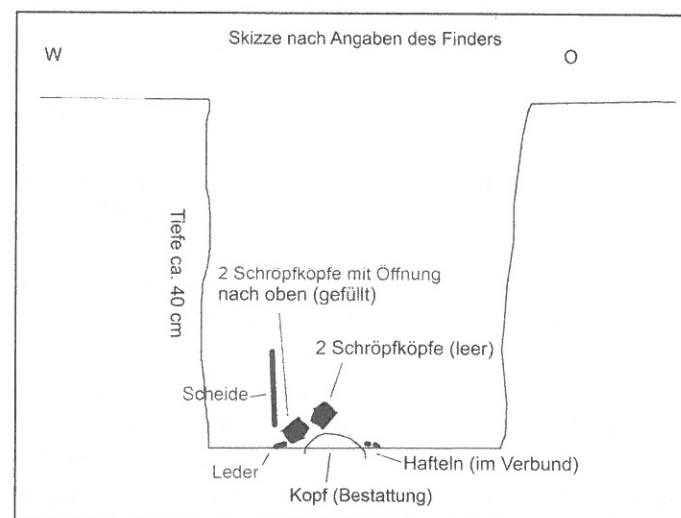 Skizze nach Angaben des Finders
W
O
Tiefe ca. 40 cm
2 Schröpfköpfe mit Öffnung
nach oben (gefüllt)
2 Schröpfköpfe (leer)
Scheide
Leder
Hafteln (im Verbund)
Kopf (Bestattung)